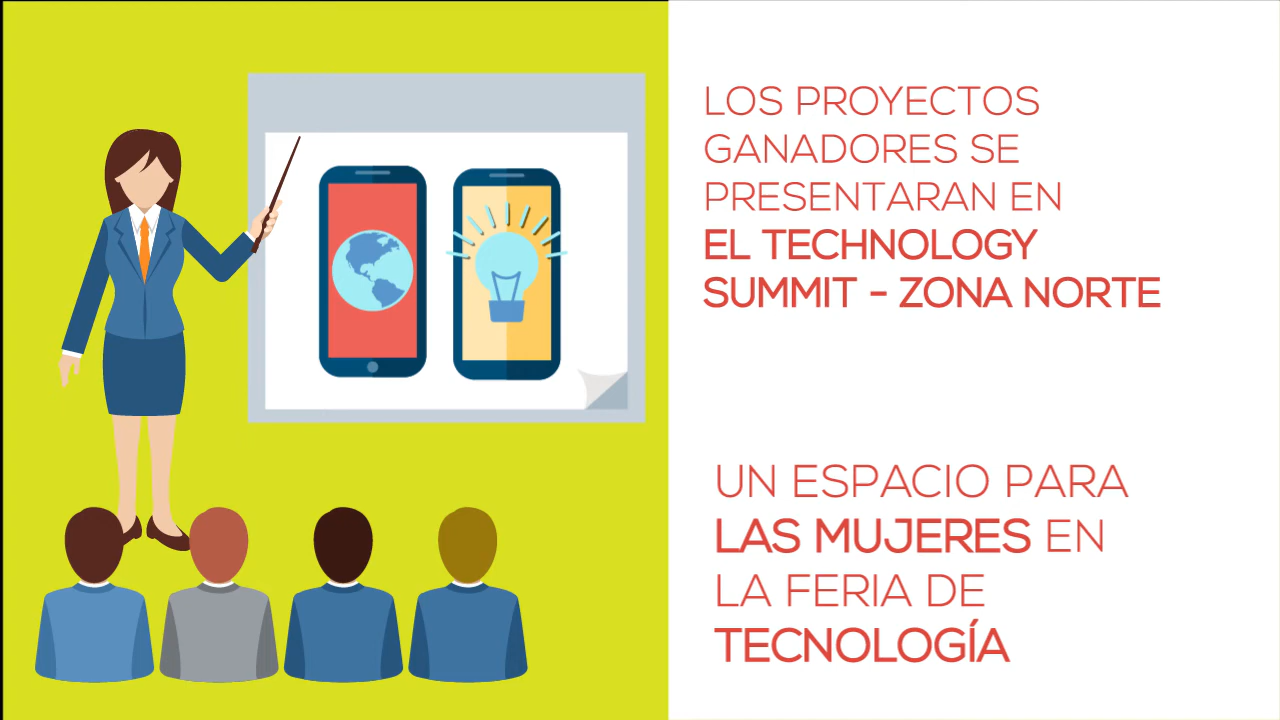 LOS PROYECTOS
GANADORES SE
PRESENTARAN EN
EL TECHNOLOGY
SUMMIT - ZONA NORTE
UN ESPACIO PARA
LAS MUJERES EN
LA FERIA DE
TECNOLOGÍA